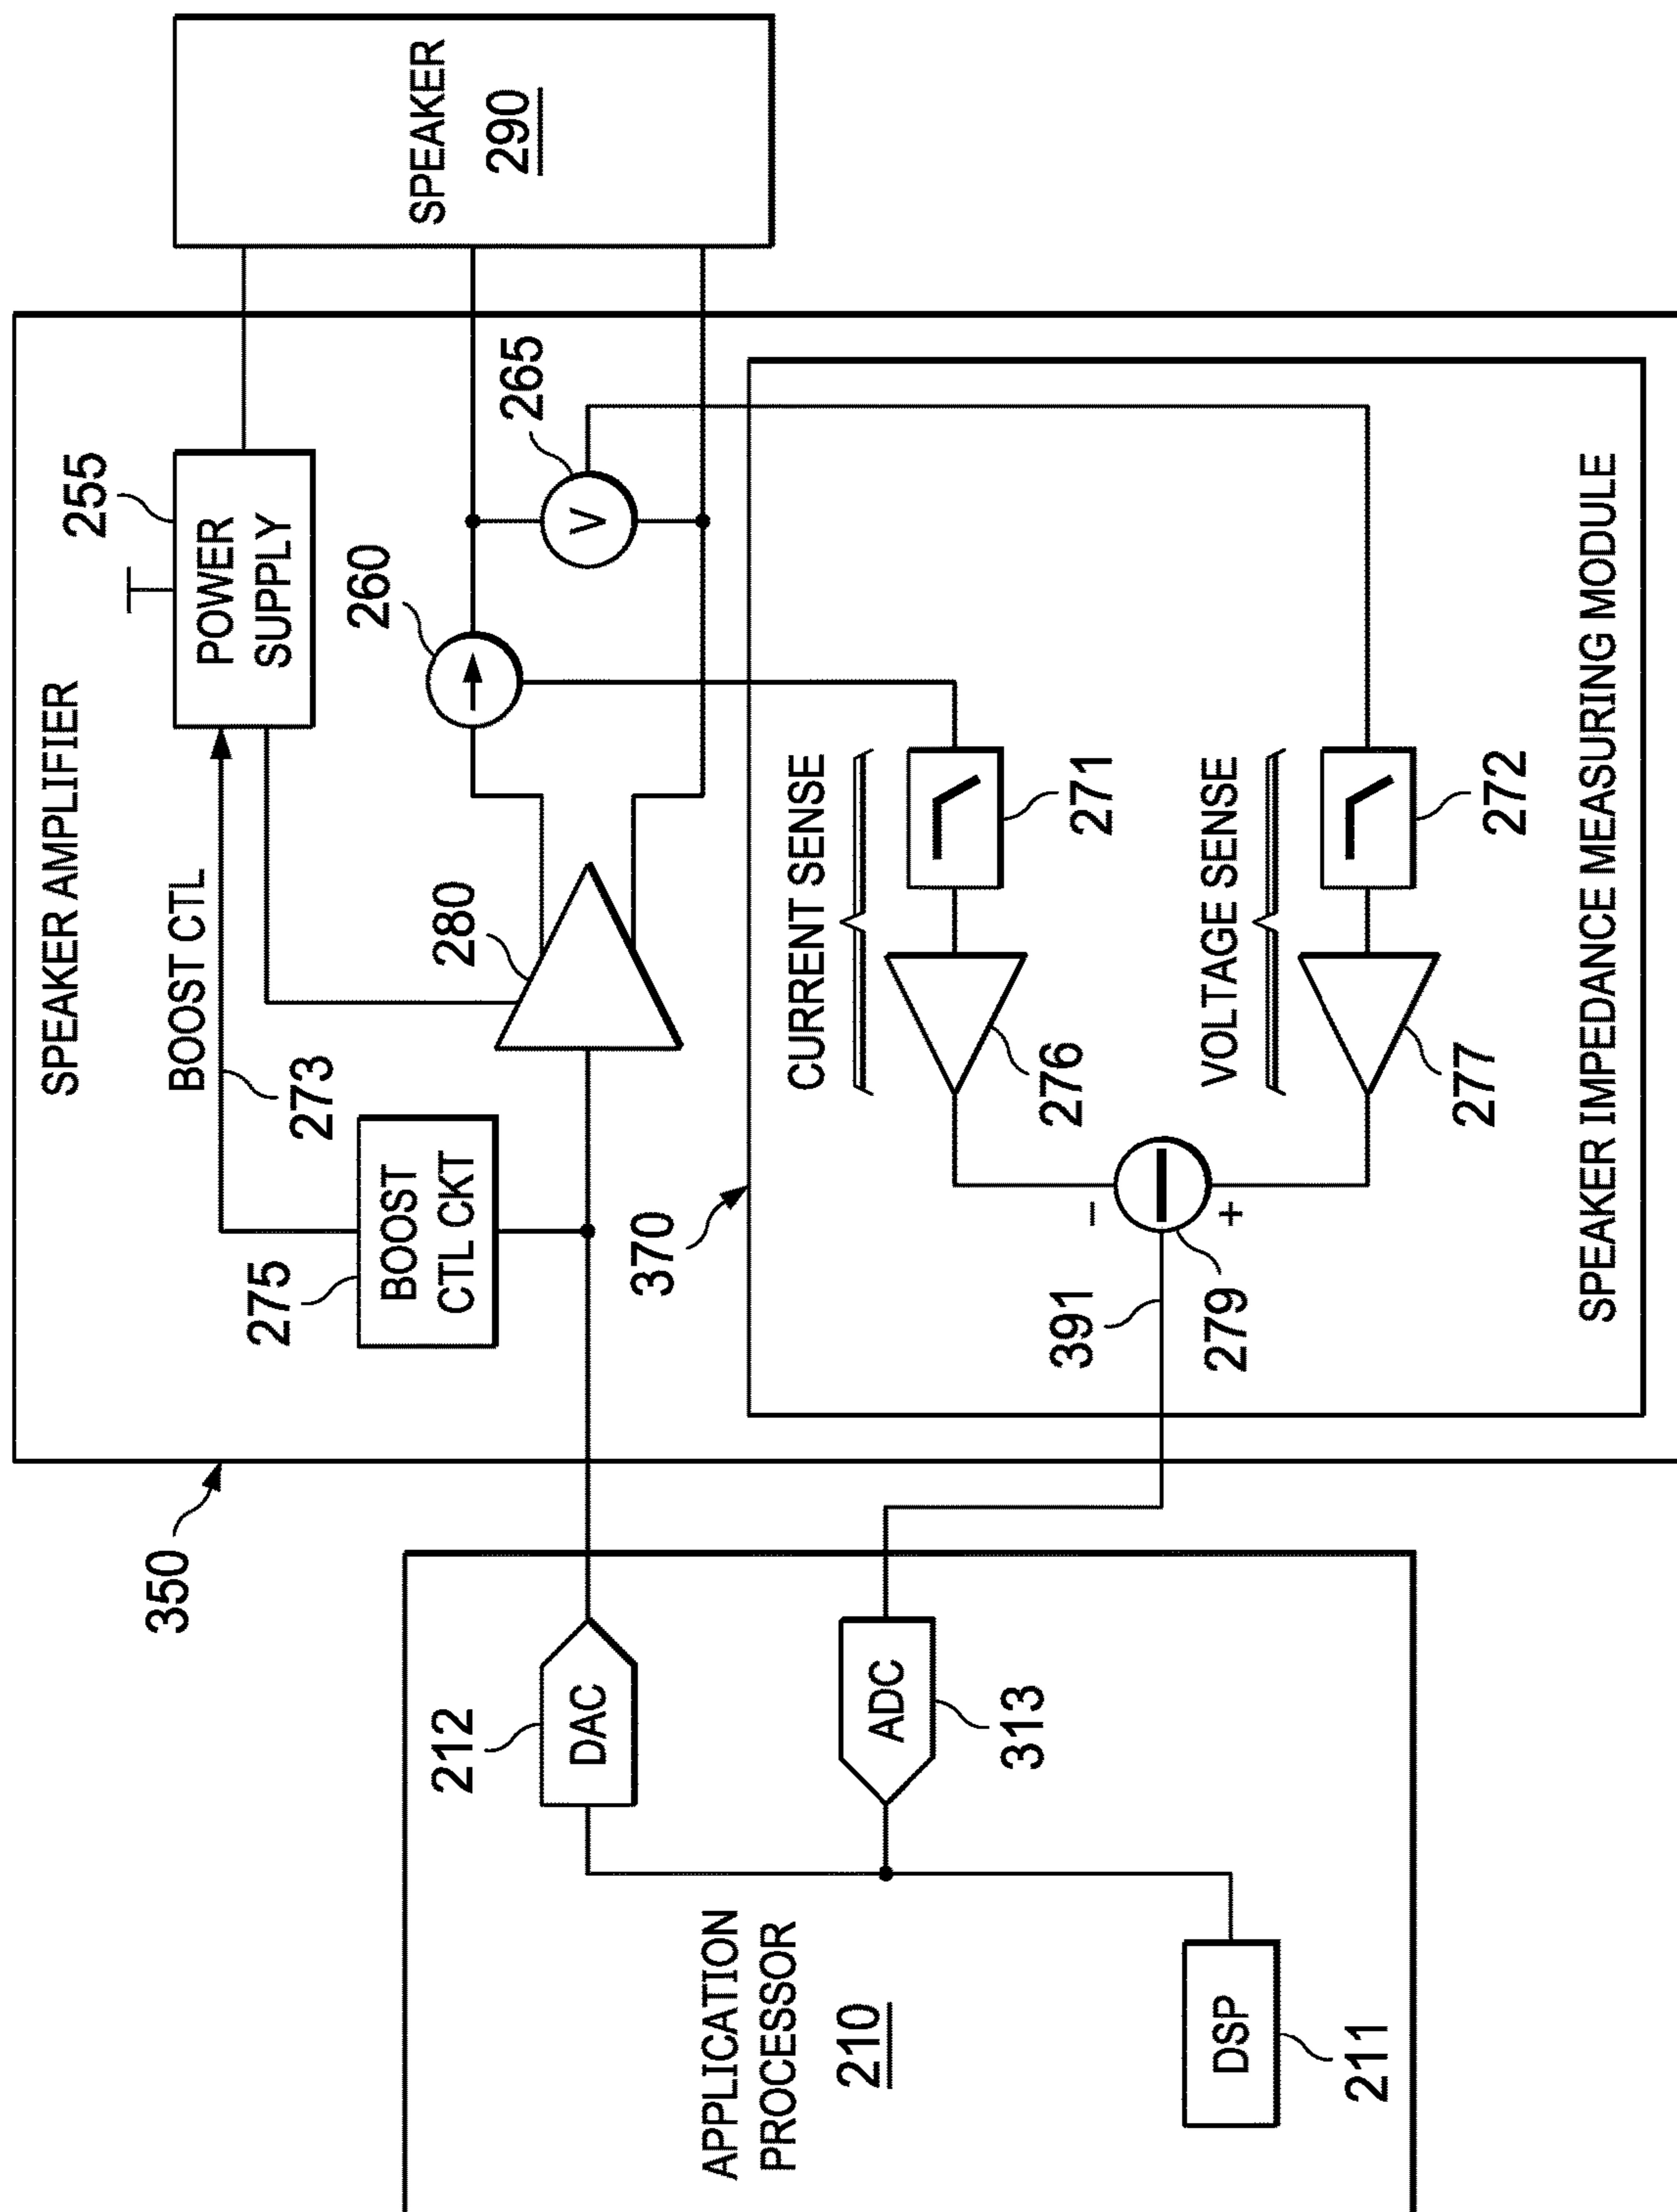 350
SPEAKER AMPLIFIER
BOOST CTL
273
275
BOOST
CTL CKT
255
POWER
SUPPLY
260
265
V
280
SPEAKER
290
212
DAC
ADC
313
APPLICATION
PROCESSOR
210
DSP
211
370
CURRENT SENSE
271
276
391
-
+
279
VOLTAGE SENSE
272
277
SPEAKER IMPEDANCE MEASURING MODULE